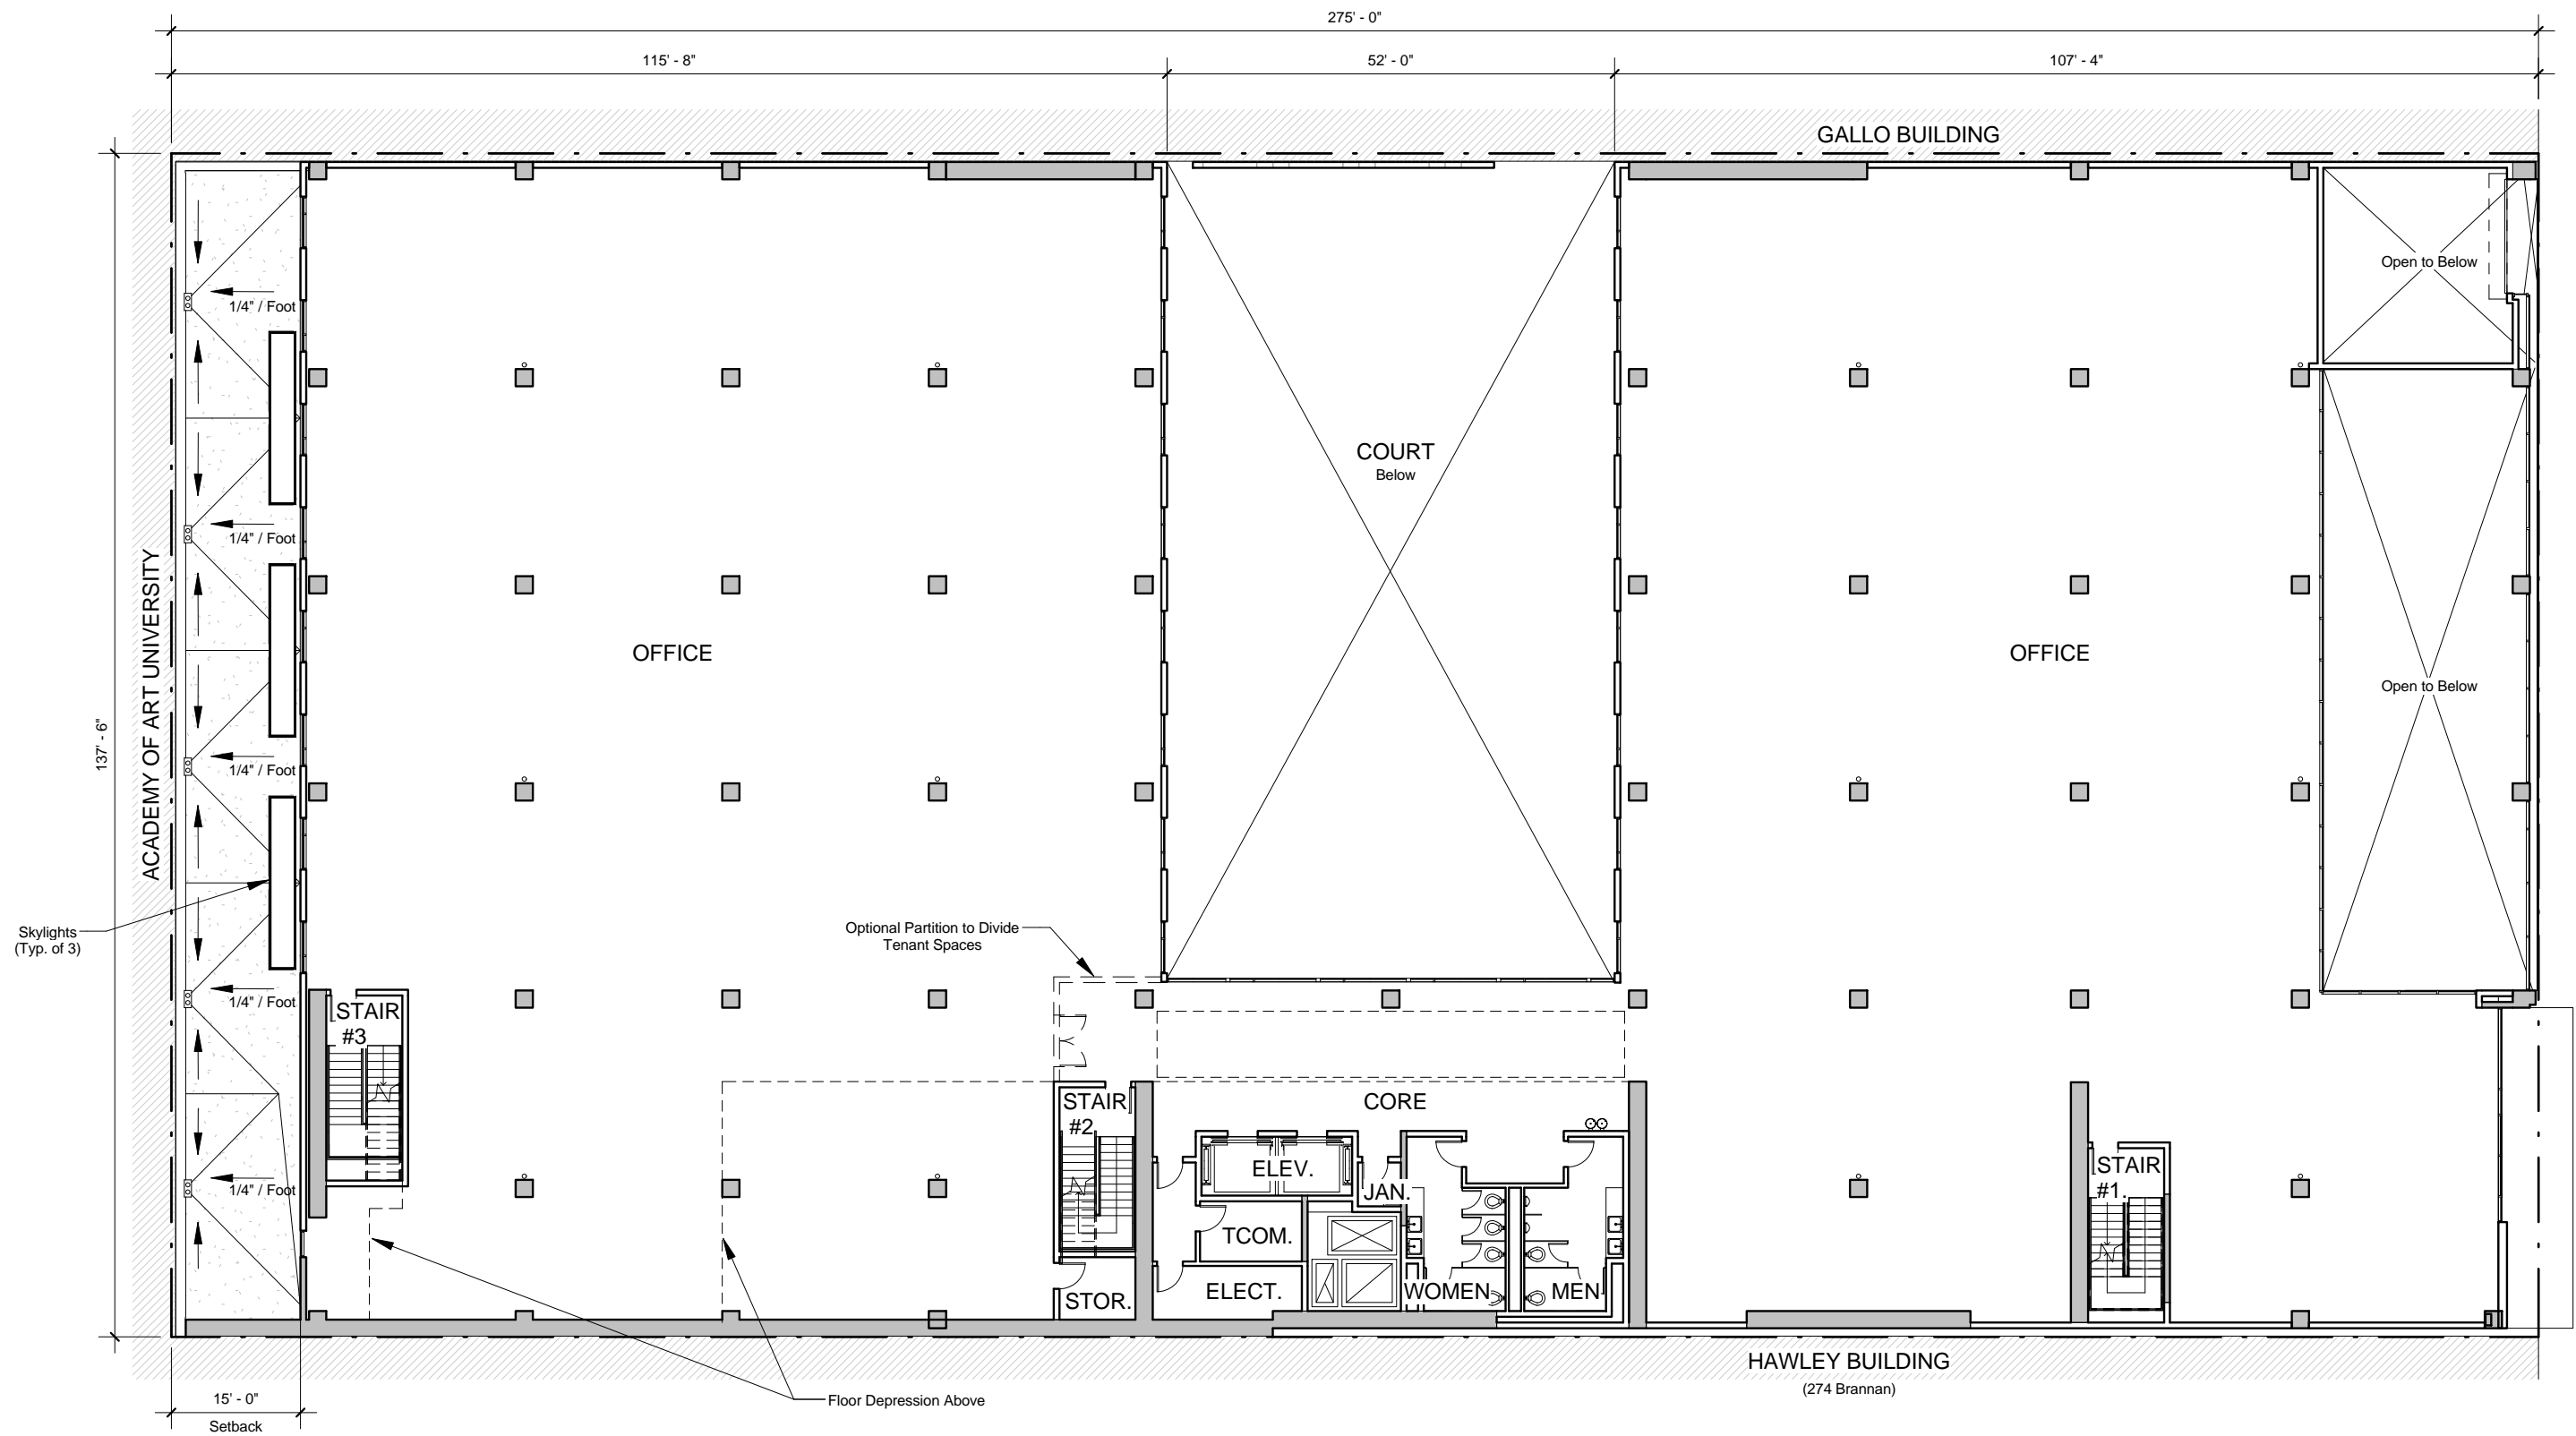 275' - 0"
115' - 8"
52' - 0"
107' - 4"
GALLO BUILDING
Open to Below
1/4" / Foot
COURT
Below
1/4" / Foot
ACADEMY OF ART UNIVERSITY
OFFICE
OFFICE
Open to Below
137' - 6"
1/4" / Foot
Skylights
(Typ. of 3)
Optional Partition to Divide
Tenant Spaces
1/4" / Foot
STAIR
#3
STAIR
#2
CORE
ELEV.
JAN.
STAIR
#1.
1/4" / Foot
TCOM.
ELECT.
WOMEN
MEN
STOR.
HAWLEY BUILDING
(274 Brannan)
Floor Depression Above
15' - 0"
Setback